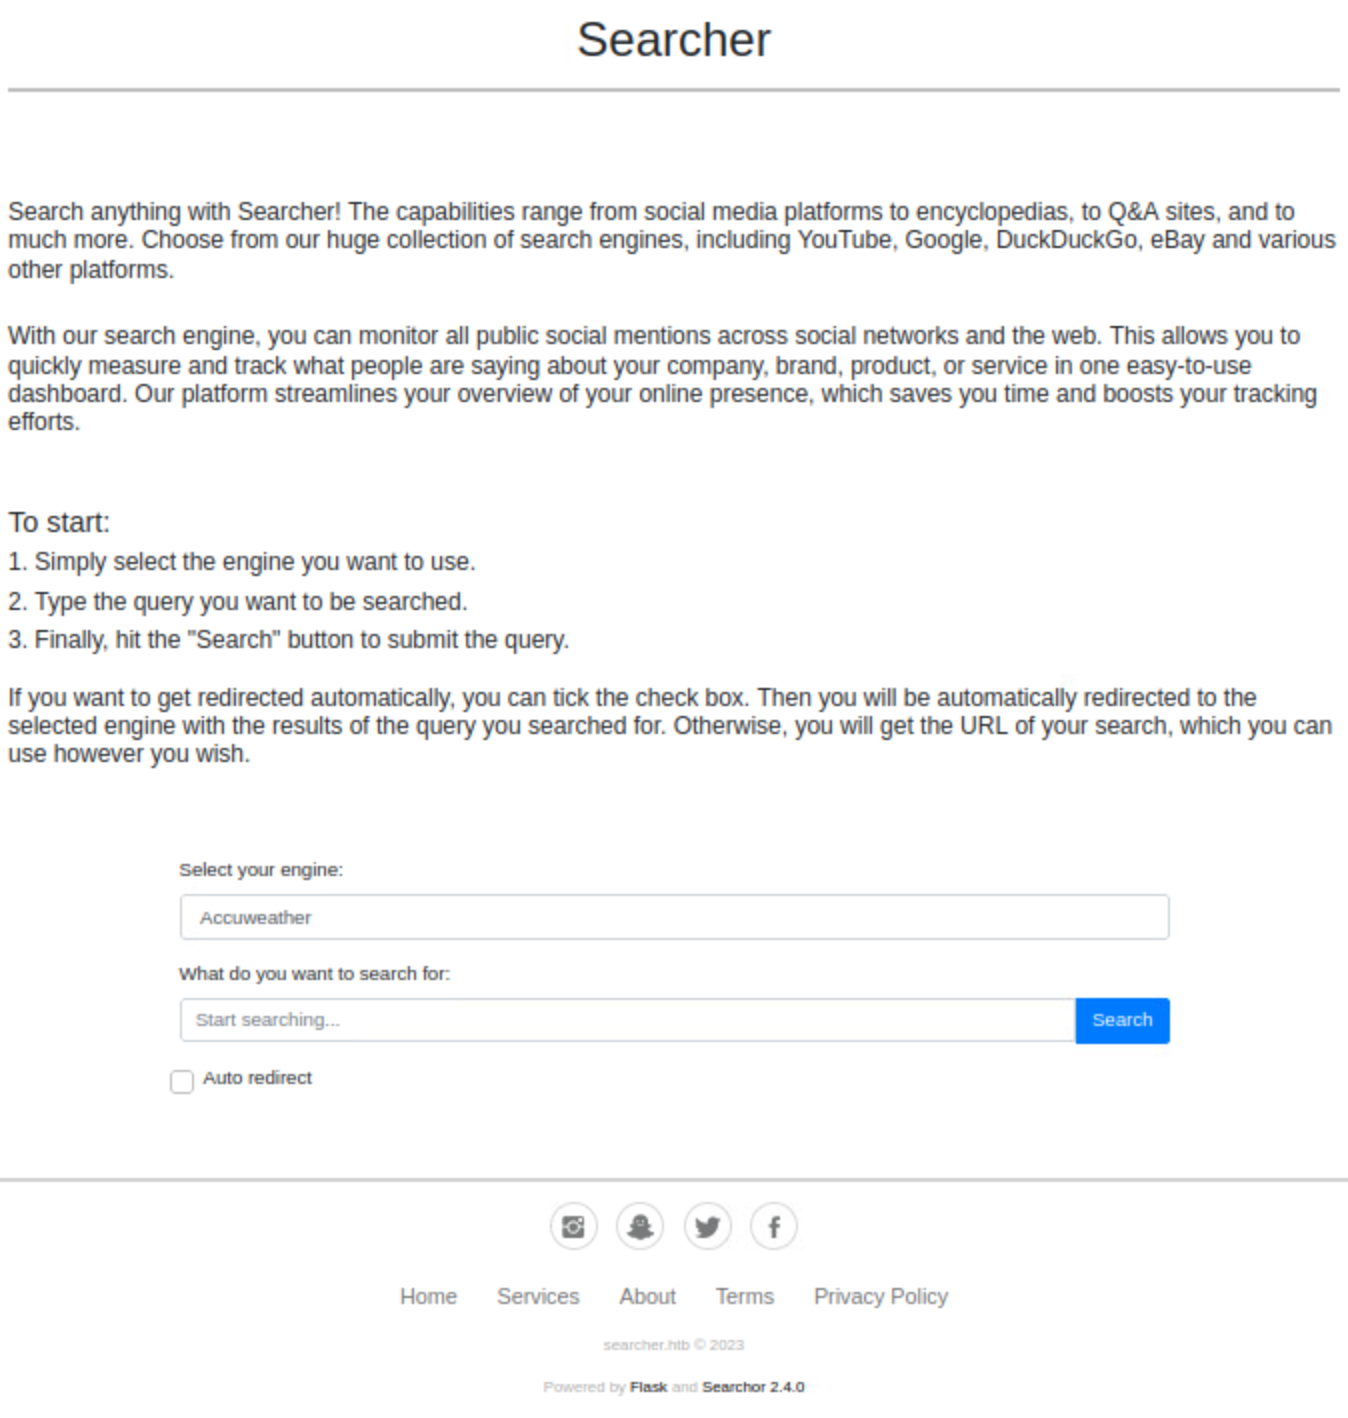 Searcher
Search anything with Searcher! The capabilities range from social media platforms to encyclopedias, to Q&A sites, and to
much more. Choose from our huge collection of search engines, including YouTube, Google, DuckDuckGo, eBay and various
other platforms.
With our search engine, you can monitor all public social mentions across social networks and the web. This allows you to
quickly measure and track what people are saying about your company, brand, product, or service in one easy-to-use
dashboard. Our platform streamlines your overview of your online presence, which saves you time and boosts your tracking
efforts.
To start:
1. Simply select the engine you want to use.
2. Type the query you want to be searched.
3. Finally, hit the "Search" button to submit the query.
If you want to get redirected automatically, you can tick the check box. Then you will be automatically redirected to the
selected engine with the results of the query you searched for. Otherwise, you will get the URL of your search, which you can
use however you wish.
Select your engine:
Accuweather
What do you want to search for:
Start searching... Search
Auto redirect
Home Services About Terms Privacy Policy
searcher.htb © 2023
Powered by Flask and Searchor 2.4.0